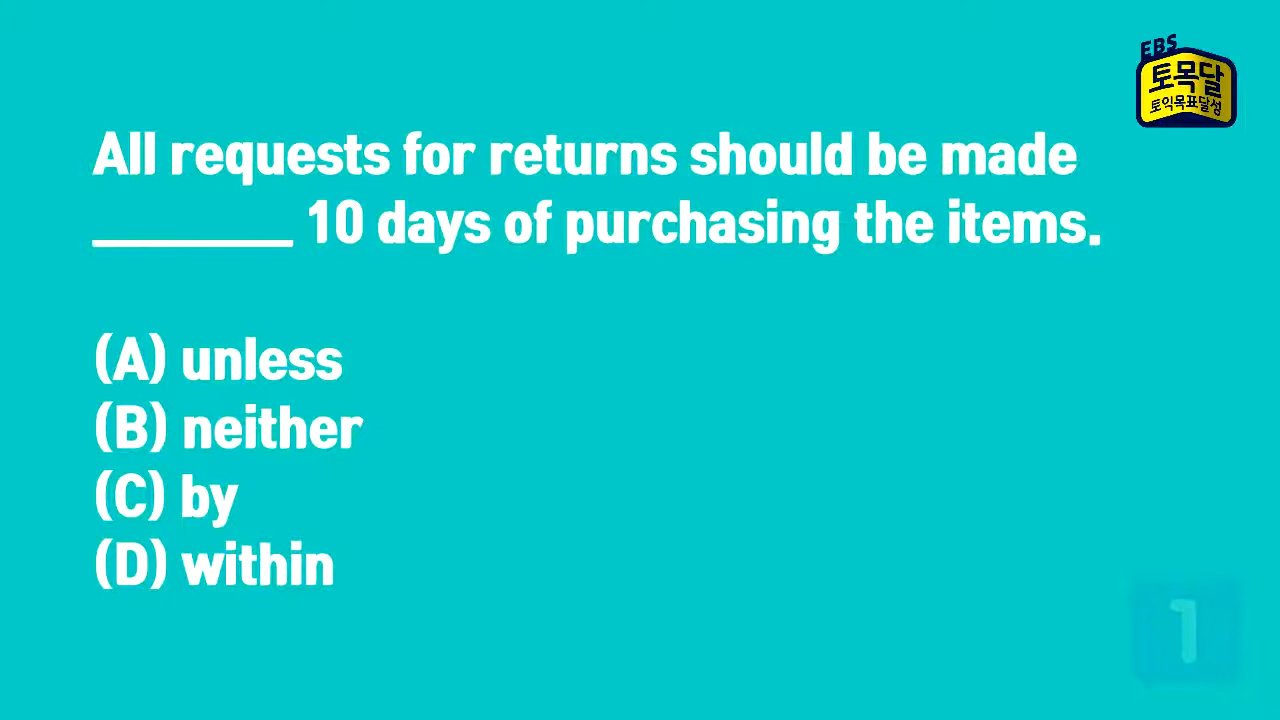 EBS
토목달
토익목표달성
All requests for returns should be made
________ 10 days of purchasing the items.
(A) unless
(B) neither
(C) by
(D) within
1